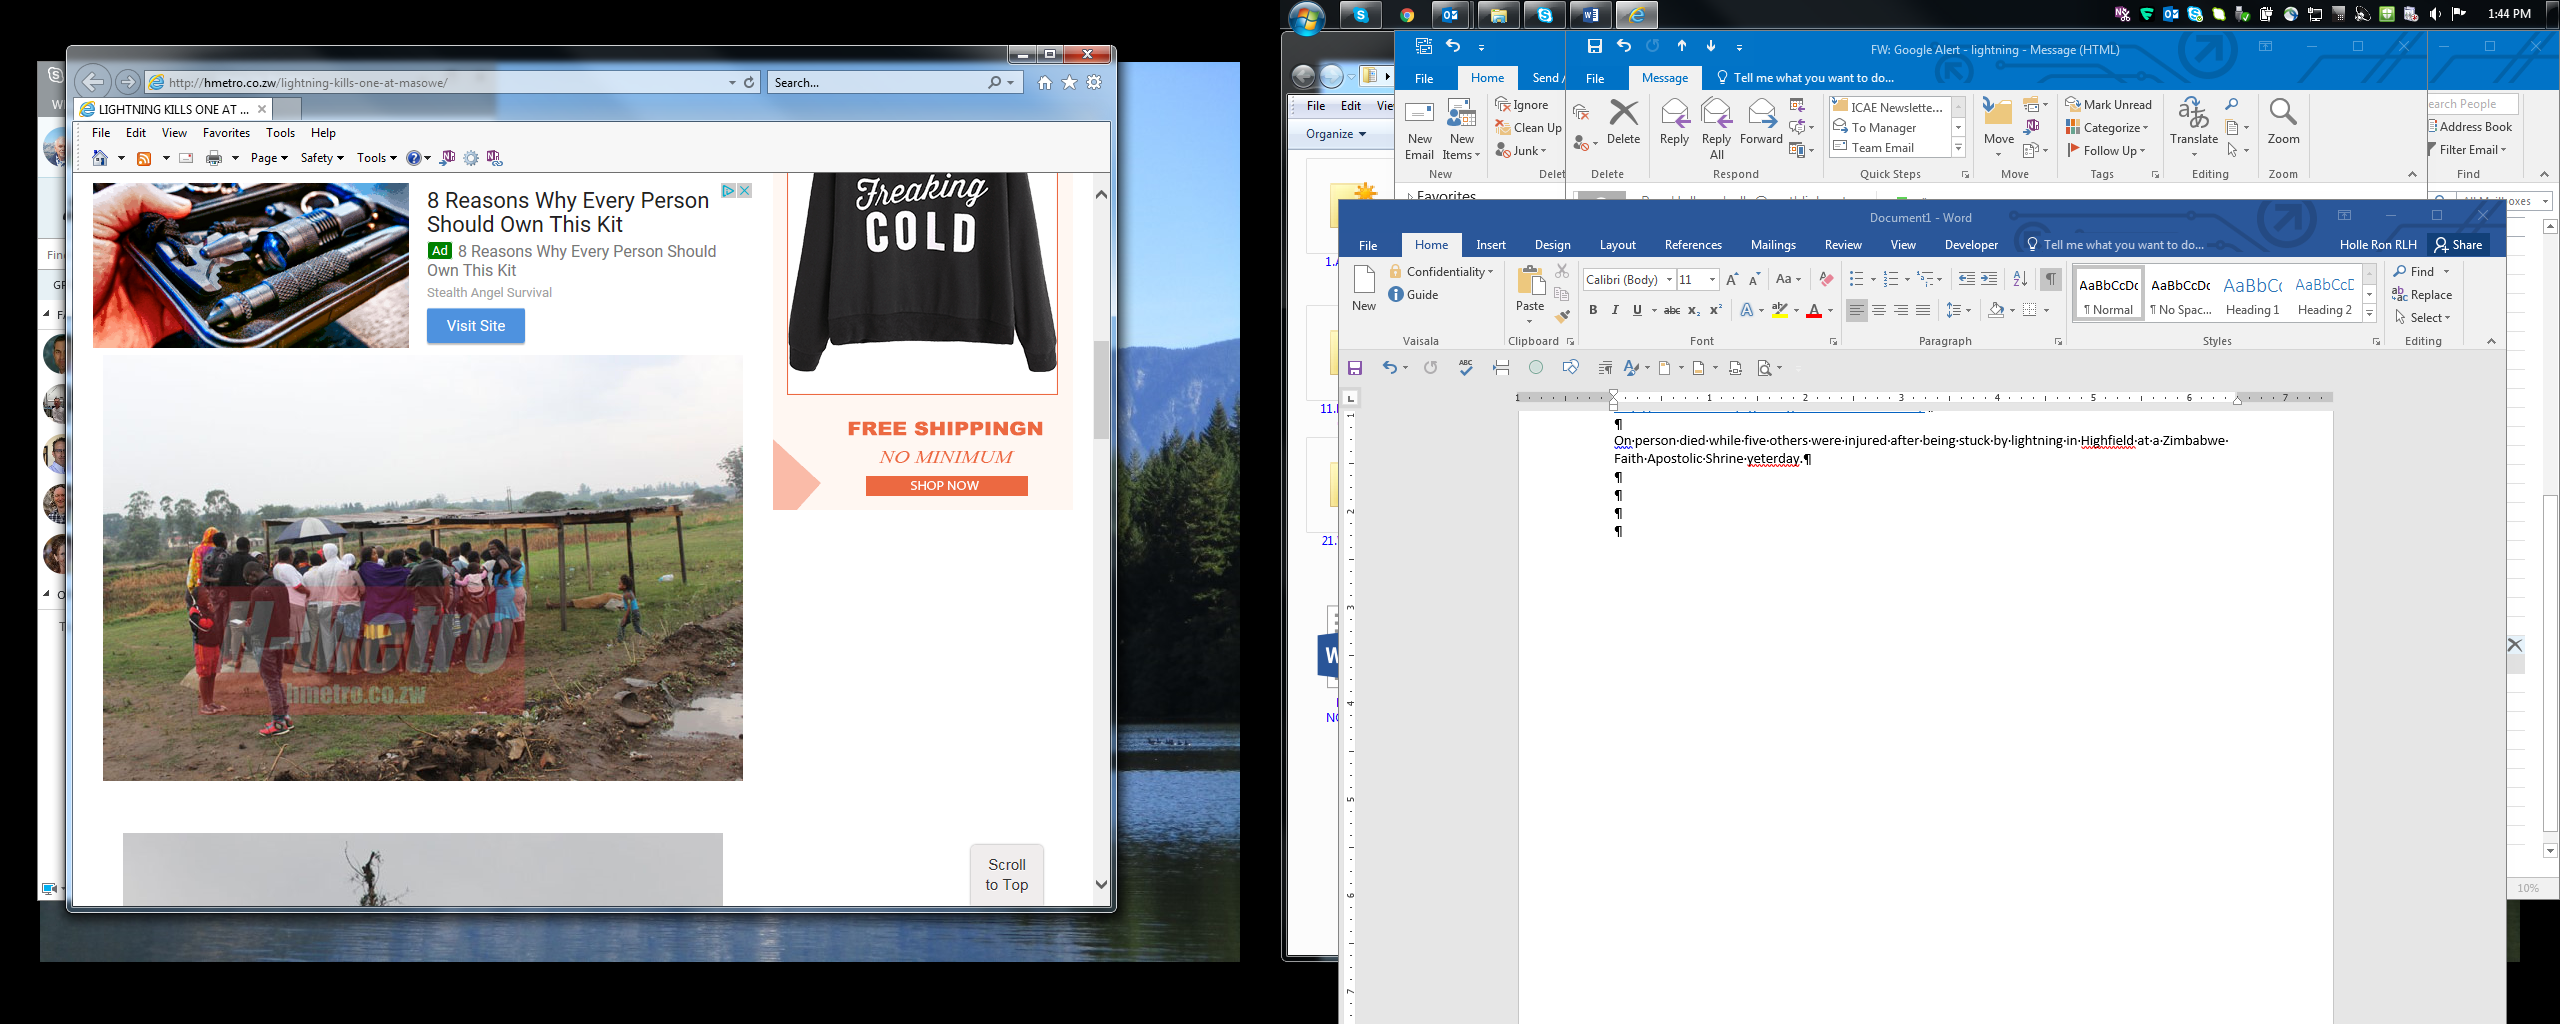 http://hmetro.co.zw/lightning-kills-one-at-masowe/
Search...
LIGHTNING KILLS ONE AT ...
File Edit View Favorites Tools Help
Page Safety Tools
8 Reasons Why Every Person
Should Own This Kit
Ad 8 Reasons Why Every Person Should
Own This Kit
Stealth Angel Survival
Visit Site
Freaking
COLD
FREE SHIPPINGN
NO MINIMUM
SHOP NOW
H-Metro
hmetro.co.zw
Scroll
to Top
1:44 PM
File Edit
Organize
Favorites
File Home Send /
New
Email
New
Items
Ignore
Clean Up
Junk
New
FW: Google Alert - lightning - Message (HTML)
File Message Tell me what you want to do...
Delete
Reply
Reply
All
Forward
ICAE Newslette...
To Manager
Team Email
Move
Mark Unread
Categorize
Follow Up
Translate
Zoom
Delete Respond Quick Steps Move Tags Editing Zoom
earch People
Address Book
Filter Email
Find
Document1 - Word
File Home Insert Design Layout References Mailings Review View Developer Tell me what you want to do... Holle Ron RLH Share
New
Confidentiality
Guide
Vaisala
Paste
Clipboard
Calibri (Body) 11
Font
Paragraph
AaBbCcDc AaBbCcDc AaBbCc AaBbCcD
¶ Normal ¶ No Spac... Heading 1 Heading 2
Styles
Find
Replace
Select
Editing
¶
On·person·died·while·five·others·were·injured·after·being·stuck·by·lightning·in·Highfield·at·a·Zimbabwe·
Faith·Apostolic·Shrine·yeterday.¶
¶
¶
¶
¶
10%